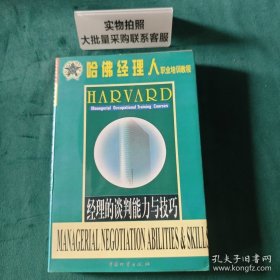 实物拍照
大批量采购联系客服
哈佛经理人职业培训教程
HARVARD
Managerial Occupational Training Courses
经理的谈判能力与技巧
MANAGERIAL NEGOTIATION ABILITIES & SKILLS
孔夫子旧书网